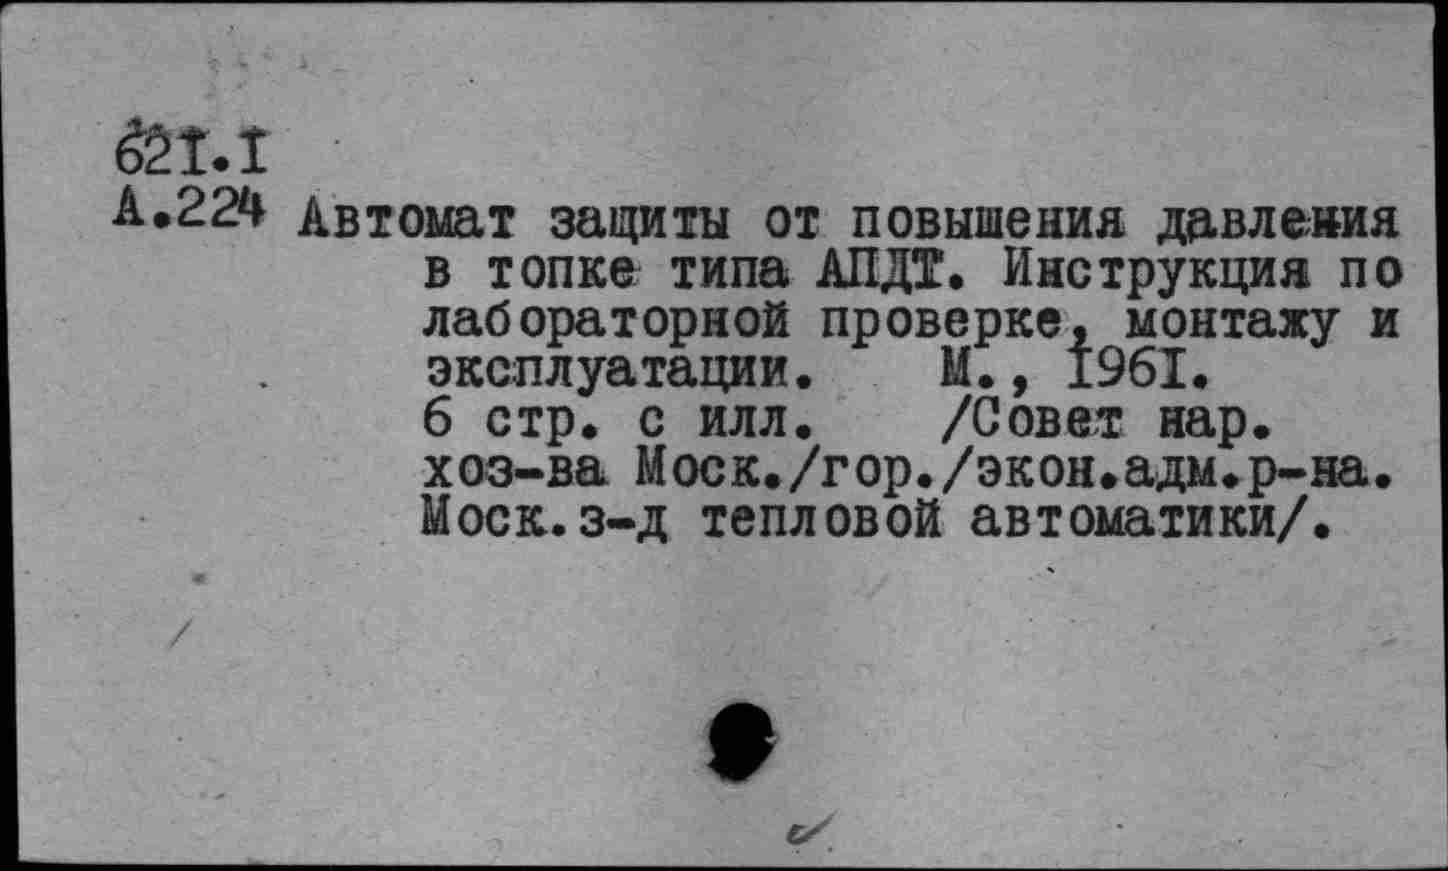 621.I
А.224 Автомат защиты от повышения давления
в топке типа АПДТ. Инструкция по
лабораторной проверке, монтажу и
эксплуатации. М., I96I.
6 стр. с илл. /Совет нар.
хоз-ва Моск./гор./экон.адм.р-на.
Моск.з-д тепловой автоматики/.